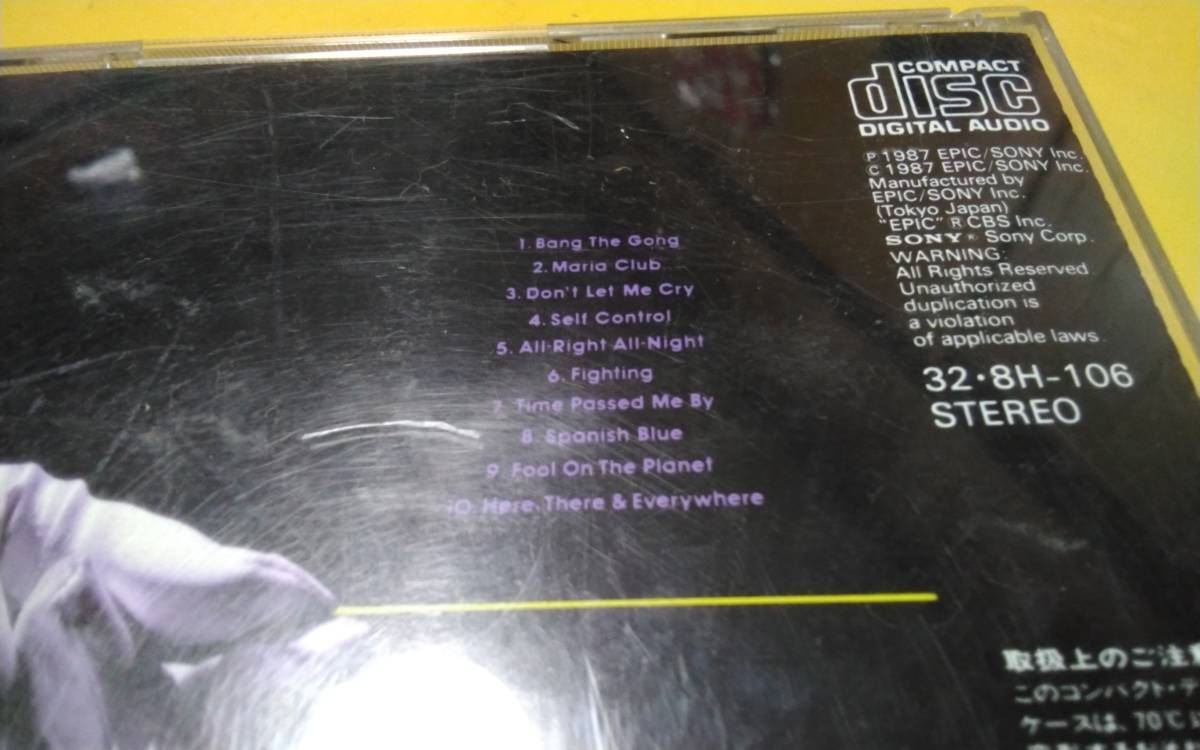 COMPACT
disc
DIGITAL AUDIO
℗ 1987 EPIC/SONY Inc.
© 1987 EPIC/SONY Inc.
Manufactured by
EPIC/SONY Inc.
(Tokyo Japan)
"EPIC" ® CBS Inc.
SONY® Sony Corp.
WARNING:
All Rights Reserved.
Unauthorized
duplication is
a violation
of applicable laws.
32・8H-106
STEREO
1. Bang The Gong
2. Maria Club
3. Don't Let Me Cry
4. Self Control
5. All-Right All-Night
6. Fighting
7. Time Passed Me By
8. Spanish Blue
9. Fool On The Planet
10. Here, There & Everywhere
取扱上のご注
このコンパクト・デ
ケースは、70℃